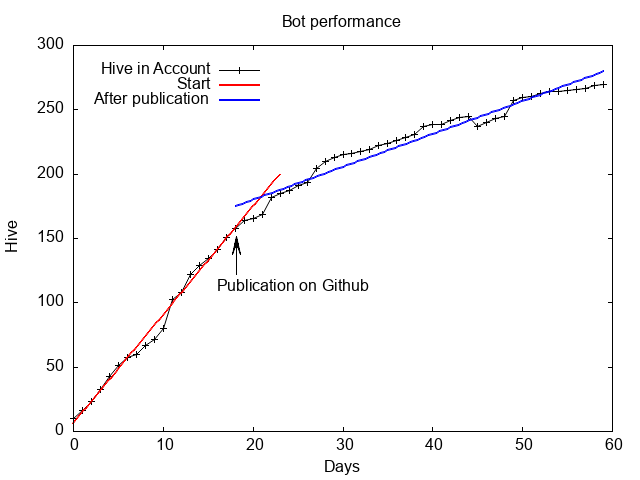 Bot performance
300
250
200
150
100
50
0
Hive
Hive in Account
Start
After publication
Publication on Github
0 10 20 30 40 50 60
Days